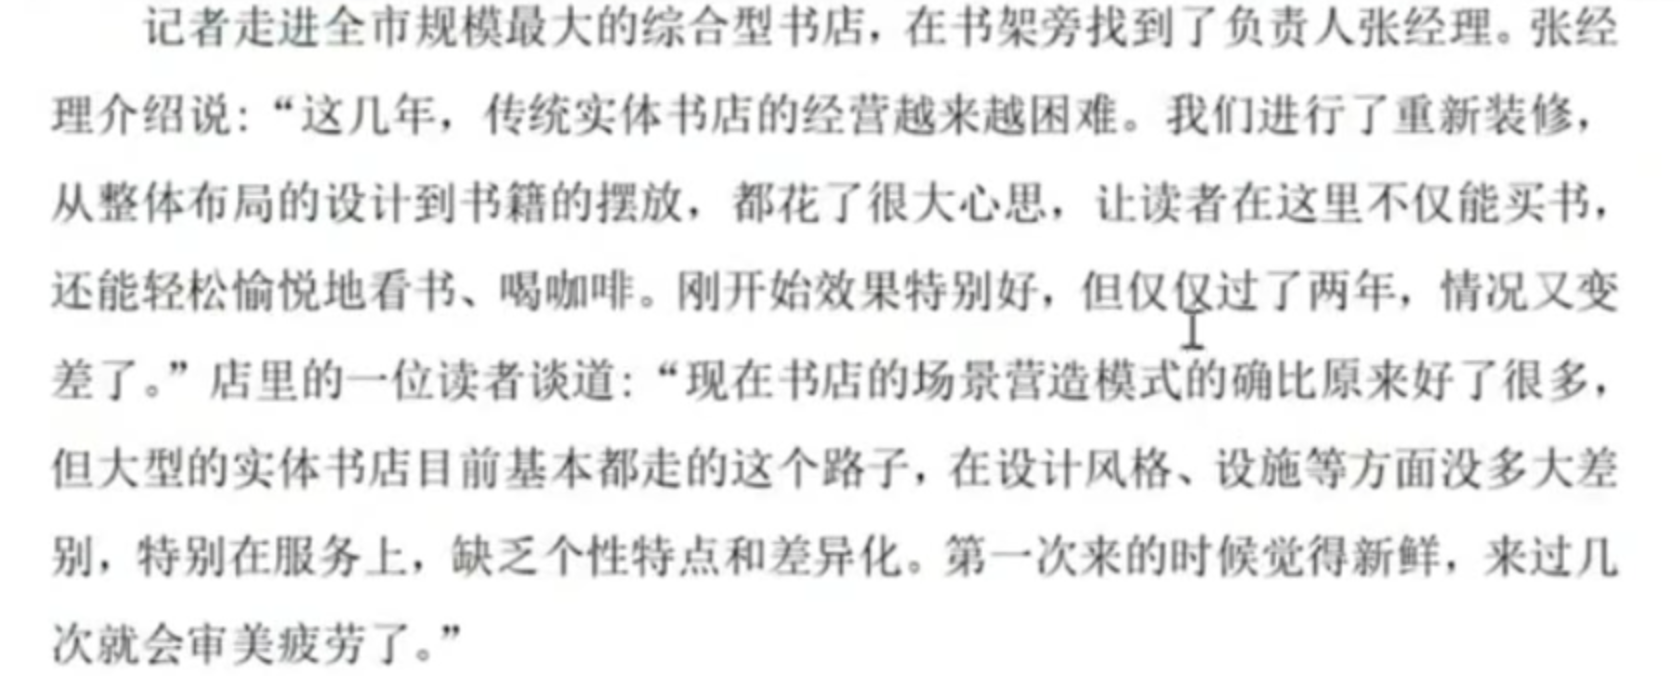 记者走进全市规模最大的综合型书店，在书架旁找到了负责人张经理。张经
理介绍说：“这几年，传统实体书店的经营越来越困难。我们进行了重新装修，
从整体布局的设计到书籍的摆放，都花了很大心思，让读者在这里不仅能买书，
还能轻松愉悦地看书、喝咖啡。刚开始效果特别好，但仅仅过了两年，情况又变
差了。”店里的一位读者谈道：“现在书店的场景营造模式的确比原来好了很多，
但大型的实体书店目前基本都走的这个路子，在设计风格、设施等方面没多大差
别，特别在服务上，缺乏个性特点和差异化。第一次来的时候觉得新鲜，来过几
次就会审美疲劳了。”